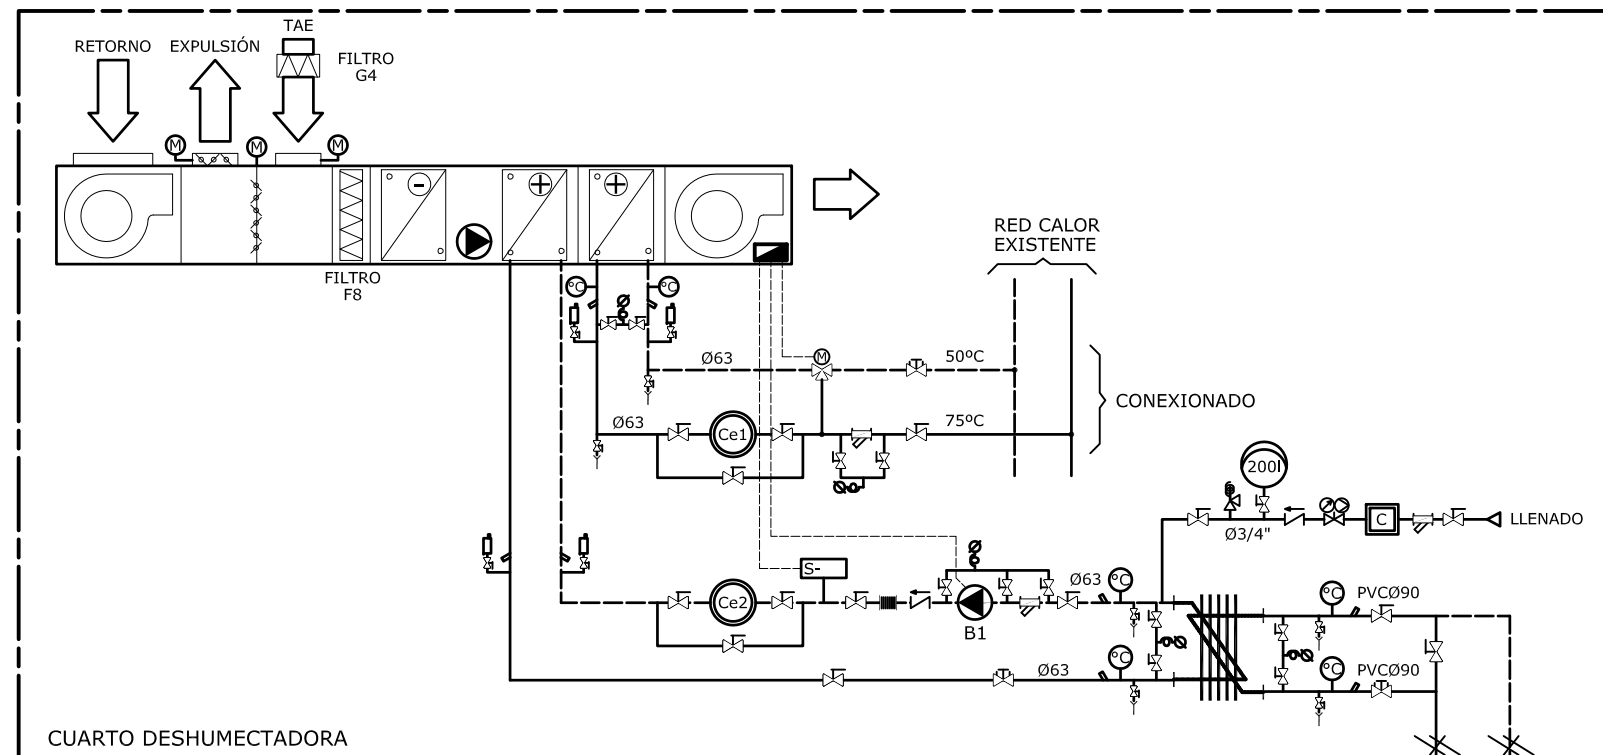 TAE
RETORNO
EXPULSIÓN
FILTRO
G4
M
M
M
-
+
+
FILTRO
F8
RED CALOR
EXISTENTE
°C
°C
M
Ø63
50ºC
CONEXIONADO
Ø63
Ce1
75ºC
200l
C
LLENADO
Ø3/4"
S-
Ø63
°C
°C
PVCØ90
Ce2
B1
°C
Ø63
°C
PVCØ90
CUARTO DESHUMECTADORA